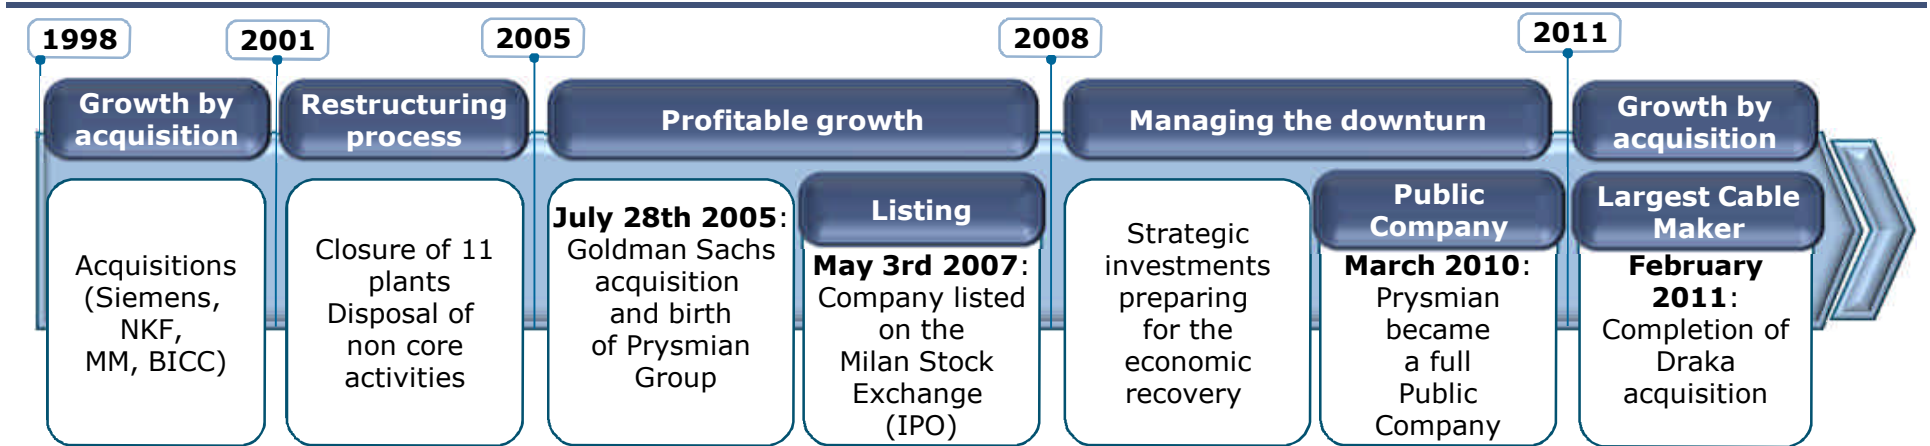 1998
2001
2005
2008
2011
Growth by
acquisition
Restructuring
process
Profitable growth
Managing the downturn
Growth by
acquisition
Acquisitions
(Siemens,
NKF,
MM, BICC)
Closure of 11
plants
Disposal of
non core
activities
July 28th 2005:
Goldman Sachs
acquisition
and birth
of Prysmian
Group
Listing
May 3rd 2007:
Company listed
on the
Milan Stock
Exchange
(IPO)
Strategic
investments
preparing
for the
economic
recovery
Public
Company
March 2010:
Prysmian
became
a full
Public
Company
Largest Cable
Maker
February
2011:
Completion of
Draka
acquisition